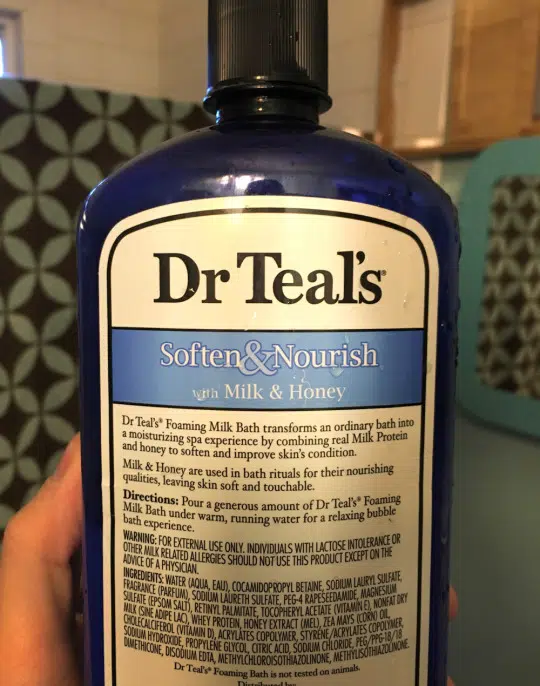 Dr Teal's®
Soften&Nourish
with Milk & Honey
Dr Teal's® Foaming Milk Bath transforms an ordinary bath into
a moisturizing spa experience by combining real Milk Protein
and honey to soften and improve skin's condition.
Milk & Honey are used in bath rituals for their nourishing
qualities, leaving skin soft and touchable.
Directions: Pour a generous amount of Dr Teal's® Foaming
Milk Bath under warm, running water for a relaxing bubble
bath experience.
WARNING: FOR EXTERNAL USE ONLY. INDIVIDUALS WITH LACTOSE INTOLERANCE OR
OTHER MILK RELATED ALLERGIES SHOULD NOT USE THIS PRODUCT EXCEPT ON THE
ADVICE OF A PHYSICIAN.
INGREDIENTS: WATER (AQUA, EAU), COCAMIDOPROPYL BETAINE, SODIUM LAURYL SULFATE,
FRAGRANCE (PARFUM), SODIUM LAURETH SULFATE, PEG-4 RAPESEEDAMIDE, MAGNESIUM
SULFATE (EPSOM SALT), RETINYL PALMITATE, TOCOPHERYL ACETATE (VITAMIN E), NONFAT DRY
MILK (SINE ADIPE LAC), WHEY PROTEIN, HONEY EXTRACT (MEL), ZEA MAYS (CORN) OIL,
CHOLECALCIFEROL (VITAMIN D), ACRYLATES COPOLYMER, STYRENE/ACRYLATES COPOLYMER,
SODIUM HYDROXIDE, PROPYLENE GLYCOL, CITRIC ACID, SODIUM CHLORIDE, PEG/PPG-18/18
DIMETHICONE, DISODIUM EDTA, METHYLCHLOROISOTHIAZOLINONE, METHYLISOTHIAZOLINONE.
Dr Teal's® Foaming Bath is not tested on animals.
Distributed by